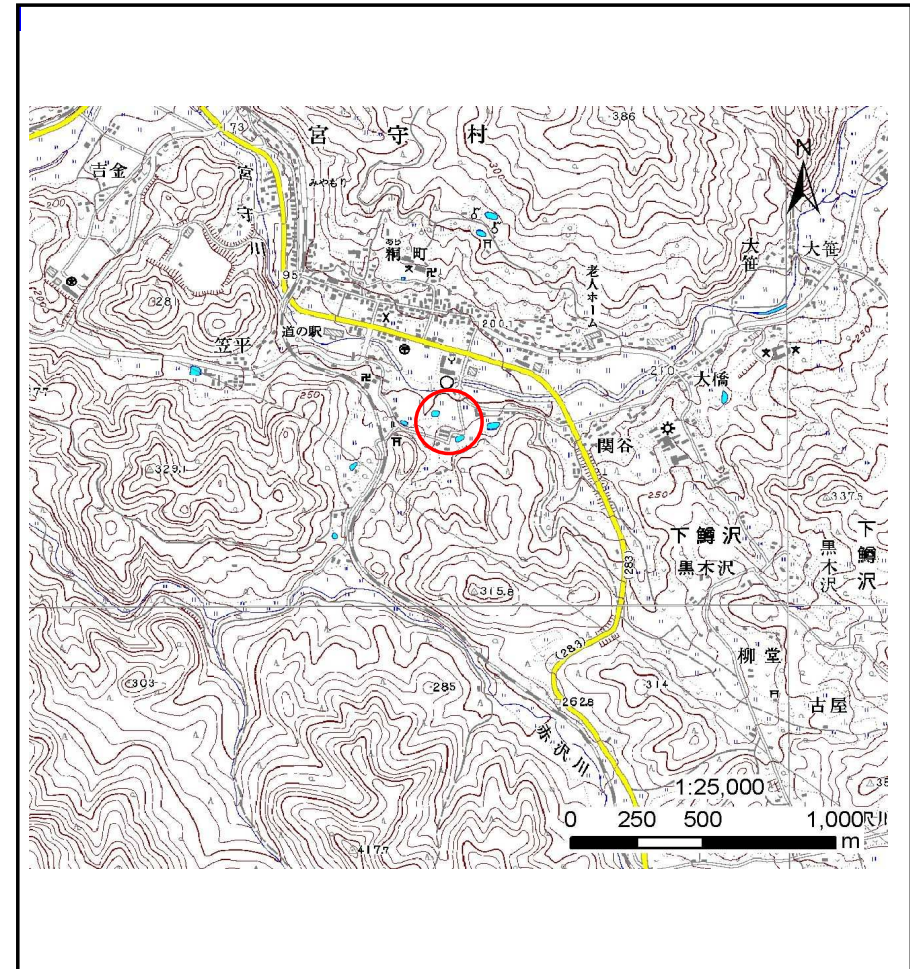 宮守村
386
73
吉金
宮守川
みやもり
300
N
大笹
大笹
桐町
老人ホーム
95
200.1
道の駅
笠平
210
大橋
250
関谷
250
329.1
337.5
下鱒沢
黒木沢
黒木沢
下鱒沢
283
315.8
(283)
柳堂
303
285
314
262.8
古屋
赤沢川
1:25,000
0 250 500 1,000
m
417.7